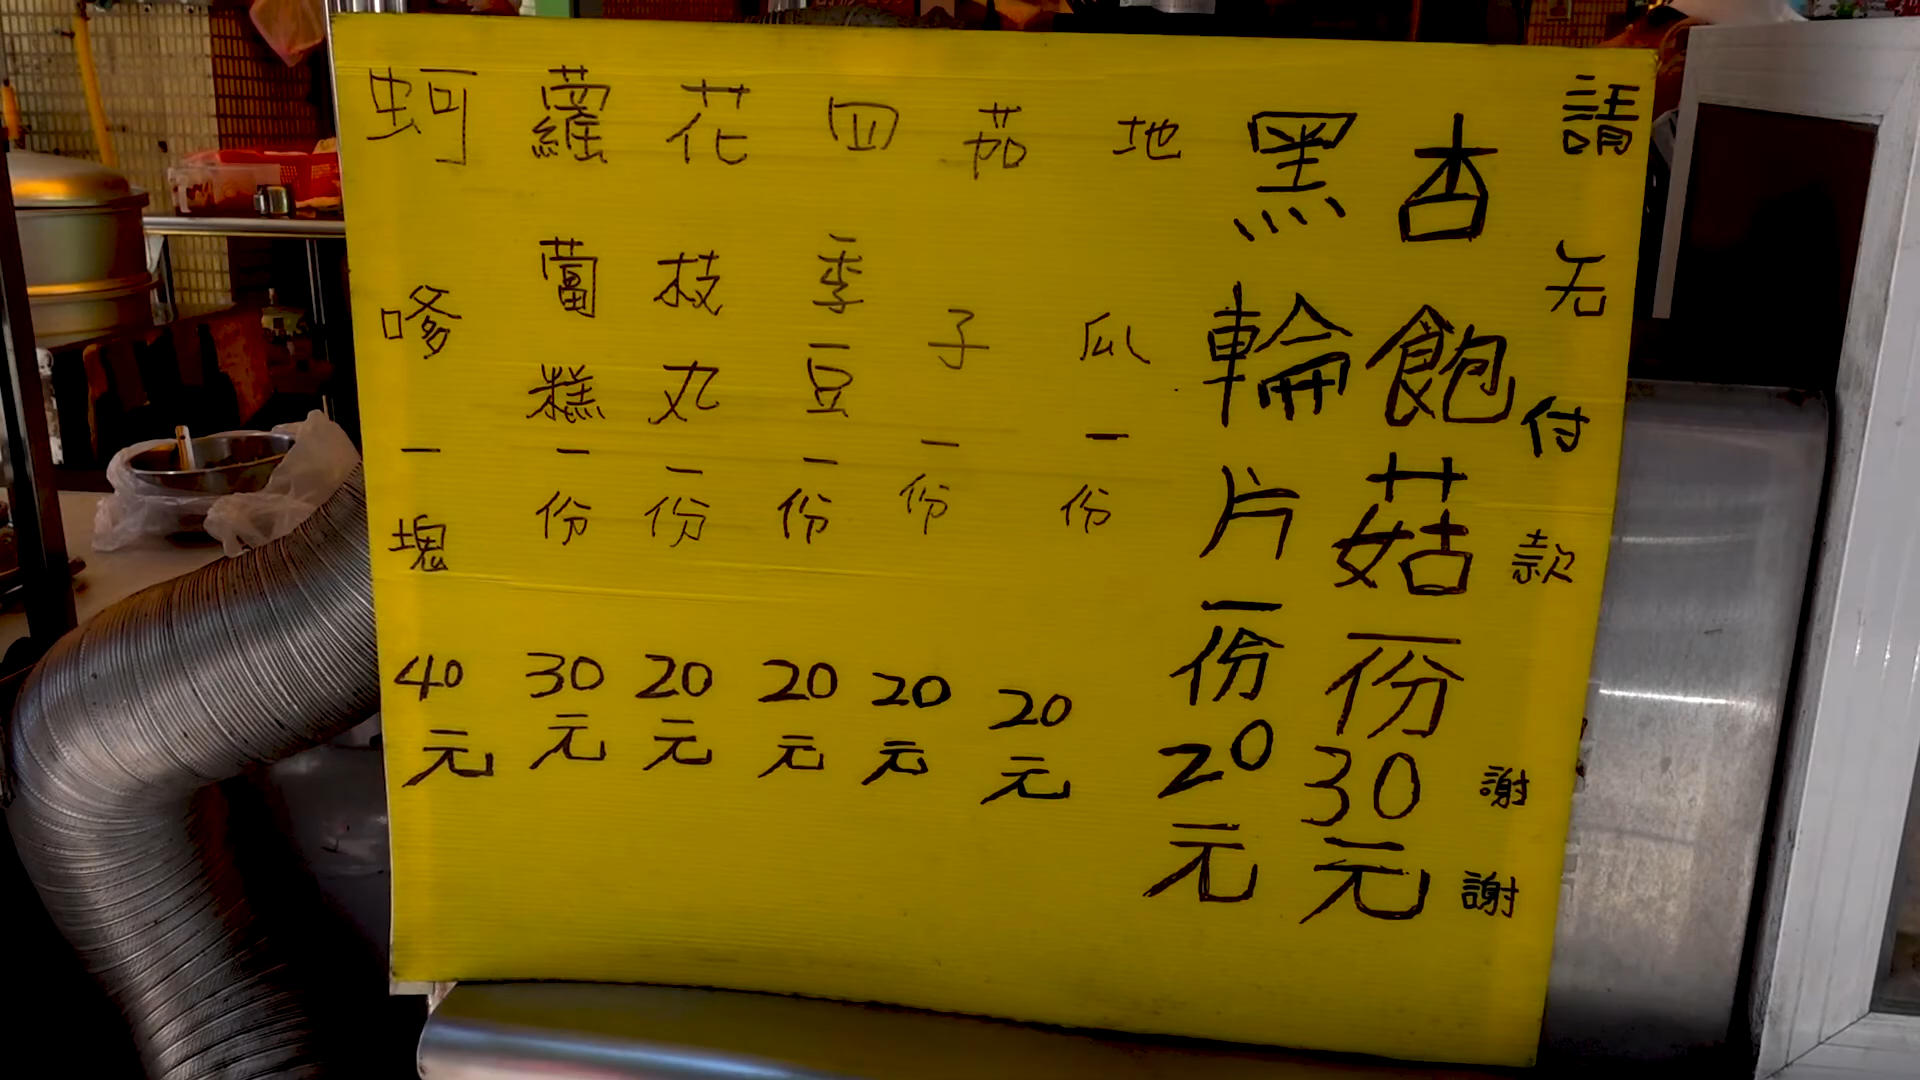 請先付款 謝謝
杏飽菇一份30元
黑輪片一份20元
地瓜一份20元
茄子一份20元
四季豆一份20元
花枝丸一份20元
蘿蔔糕一份30元
蚵嗲一塊40元